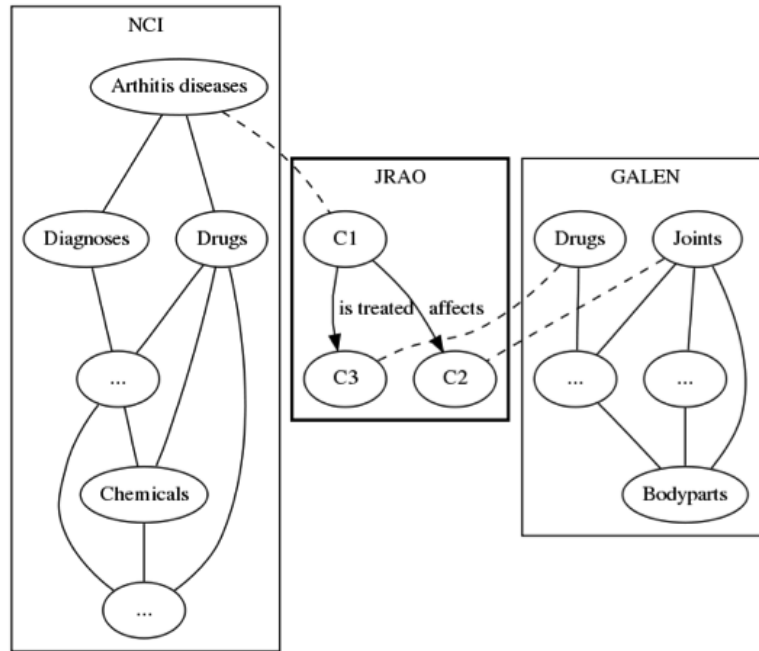 NCI
Arthitis diseases
Diagnoses
Drugs
...
Chemicals
...
JRAO
C1
is treated
affects
C3
C2
GALEN
Drugs
Joints
...
...
Bodyparts